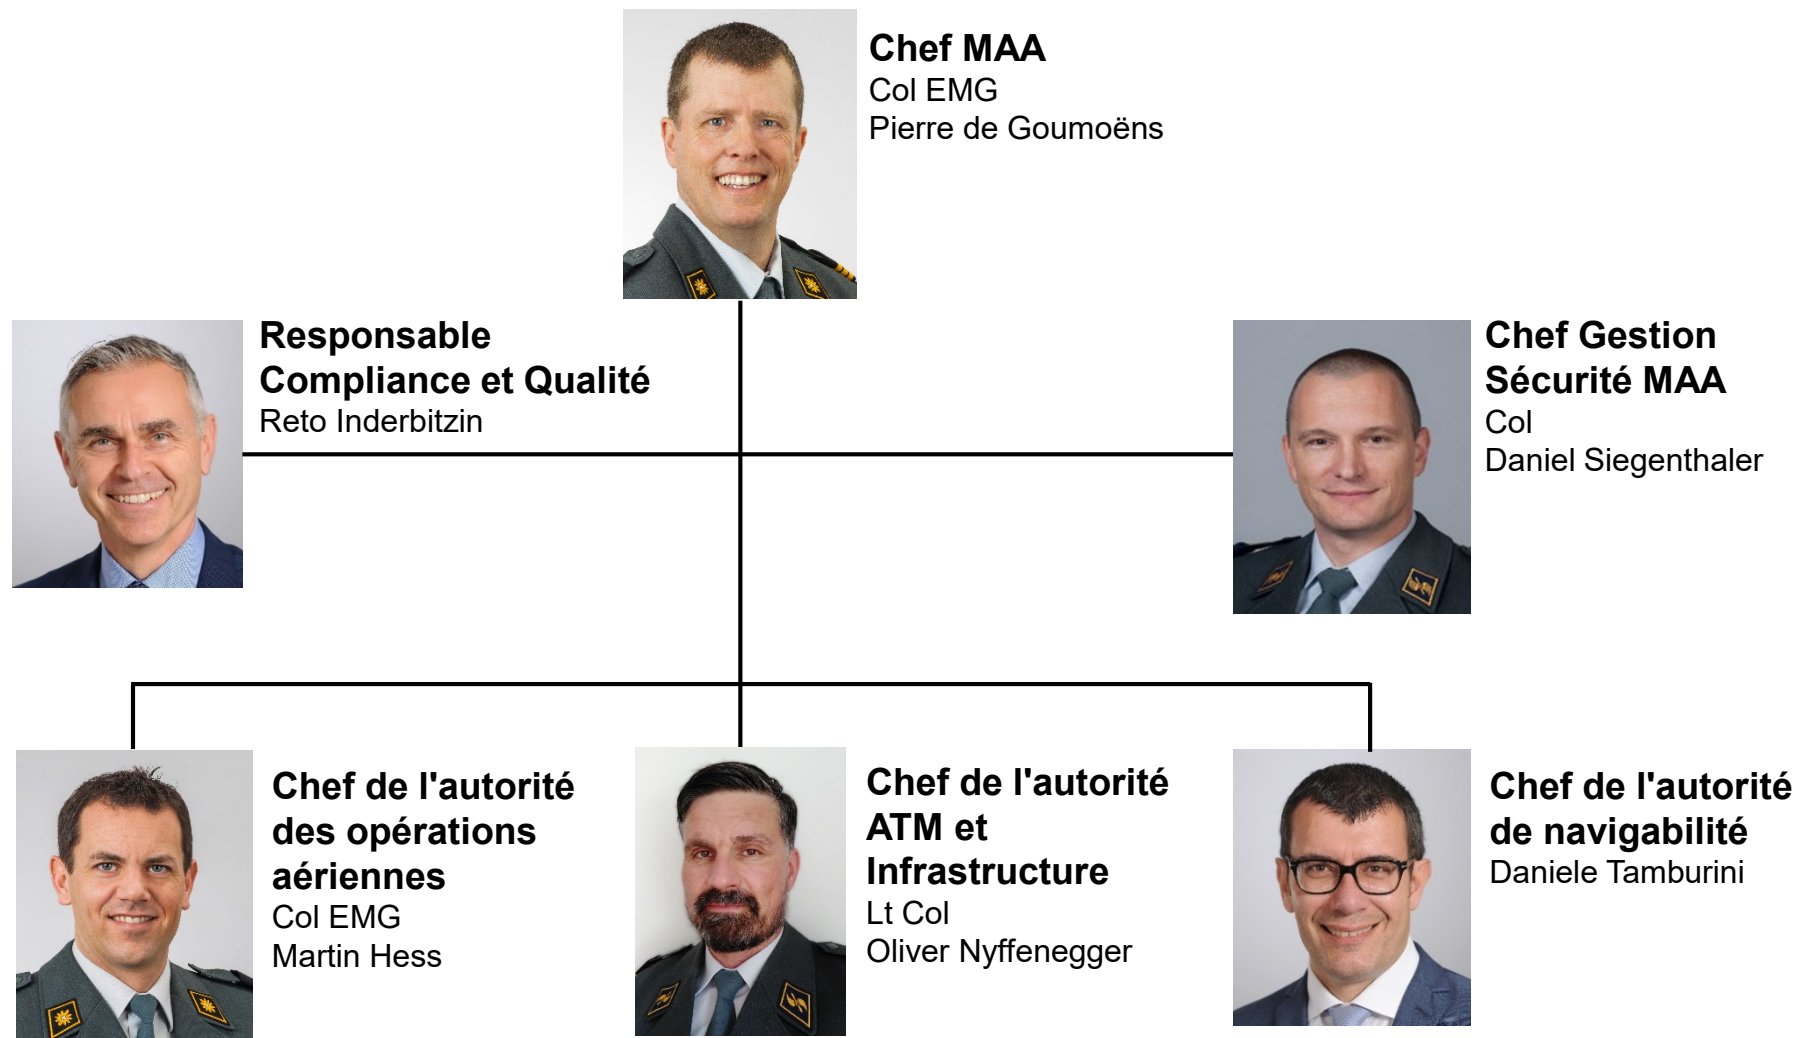 Chef MAA
Col EMG
Pierre de Goumoëns
Responsable
Compliance et Qualité
Reto Inderbitzin
Chef Gestion
Sécurité MAA
Col
Daniel Siegenthaler
Chef de l'autorité
des opérations
aériennes
Col EMG
Martin Hess
Chef de l'autorité
ATM et
Infrastructure
Lt Col
Oliver Nyffenegger
Chef de l'autorité
de navigabilité
Daniele Tamburini